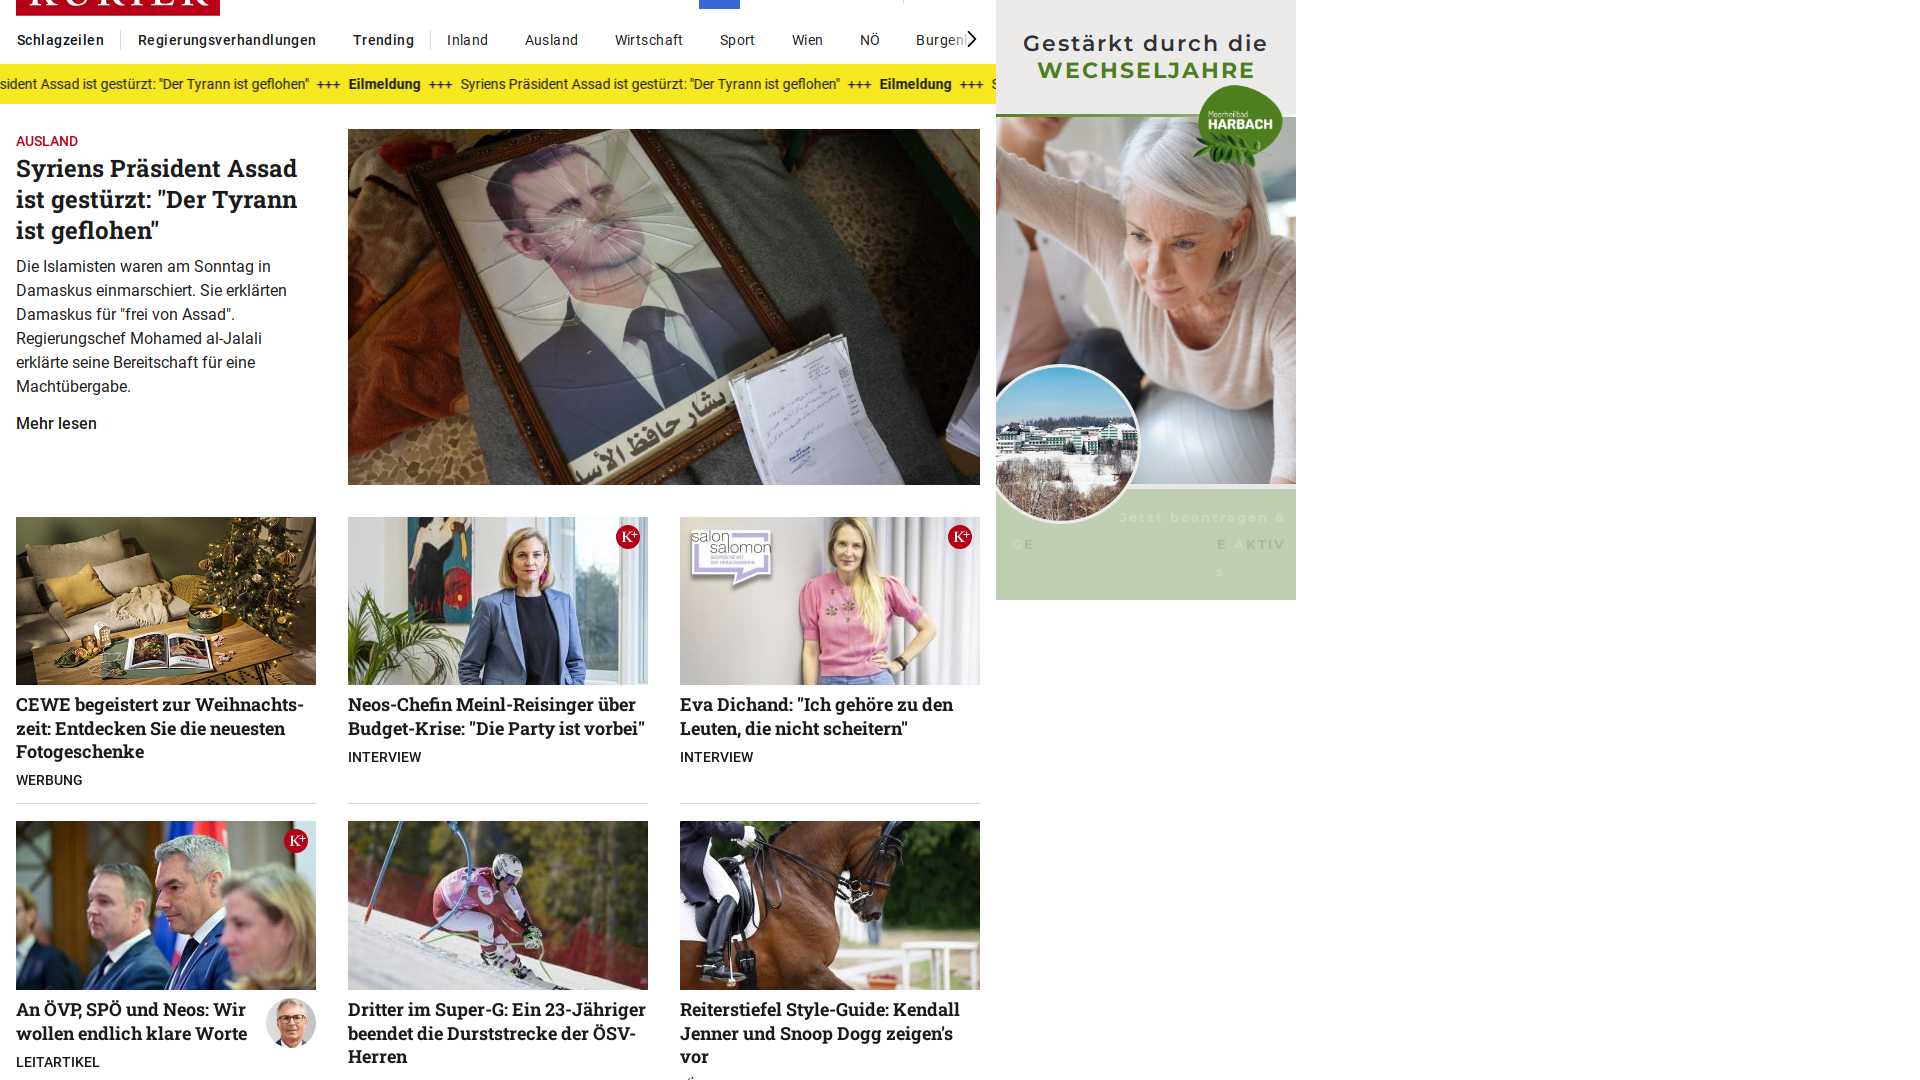 KURIER
Schlagzeilen
Regierungsverhandlungen
Trending
Inland
Ausland
Wirtschaft
Sport
Wien
NÖ
sident Assad ist gestürzt: "Der Tyrann ist geflohen" +++ Eilmeldung +++ Syriens Präsident Assad ist gestürzt: "Der Tyrann ist geflohen" +++ Eilmeldung +++ S
AUSLAND
Syriens Präsident Assad
ist gestürzt: "Der Tyrann
ist geflohen"
Die Islamisten waren am Sonntag in
Damaskus einmarschiert. Sie erklärten
Damaskus für "frei von Assad".
Regierungschef Mohamed al-Jalali
erklärte seine Bereitschaft für eine
Machtübergabe.
Mehr lesen
بشار حافظ الأسد
Gestärkt durch die
WECHSELJAHRE
Moorheilbad
HARBACH
Jetzt beantragen &
GE
E AKTIV
s
CEWE begeistert zur Weihnachts-
zeit: Entdecken Sie die neuesten
Fotogeschenke
WERBUNG
K+
Neos-Chefin Meinl-Reisinger über
Budget-Krise: "Die Party ist vorbei"
INTERVIEW
salon
salomon
K+
Eva Dichand: "Ich gehöre zu den
Leuten, die nicht scheitern"
INTERVIEW
K+
An ÖVP, SPÖ und Neos: Wir
wollen endlich klare Worte
LEITARTIKEL
Dritter im Super-G: Ein 23-Jähriger
beendet die Durststrecke der ÖSV-
Herren
Reiterstiefel Style-Guide: Kendall
Jenner und Snoop Dogg zeigen's
vor